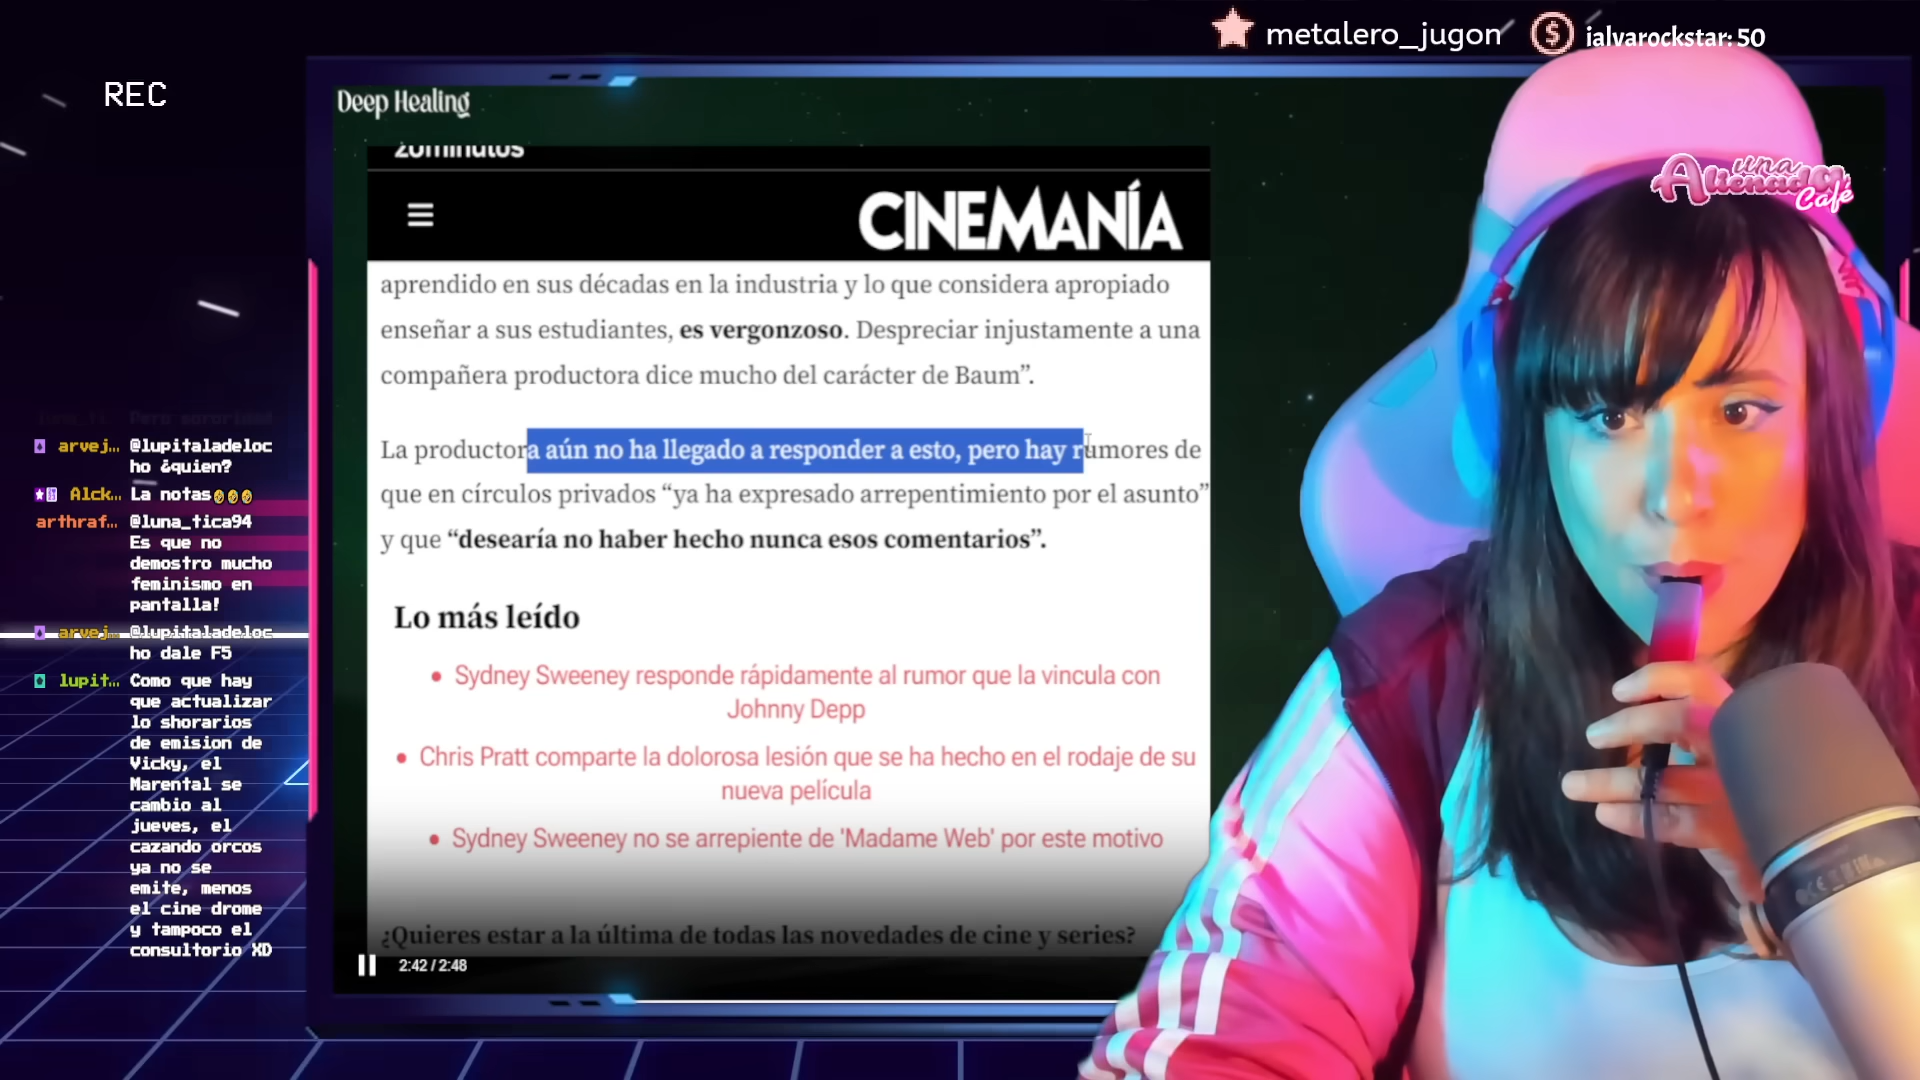 metalero_jugon
ialvarockstar: 50
REC
Deep Healing
20minutos
CINEMANÍA
una
Alienada
Café
aprendido en sus décadas en la industria y lo que considera apropiado
enseñar a sus estudiantes, es vergonzoso. Despreciar injustamente a una
compañera productora dice mucho del carácter de Baum”.
La productora aún no ha llegado a responder a esto, pero hay rumores de
que en círculos privados “ya ha expresado arrepentimiento por el asunto”
y que “desearía no haber hecho nunca esos comentarios”.
Lo más leído
• Sydney Sweeney responde rápidamente al rumor que la vincula con
Johnny Depp
• Chris Pratt comparte la dolorosa lesión que se ha hecho en el rodaje de su
nueva película
• Sydney Sweeney no se arrepiente de 'Madame Web' por este motivo
¿Quieres estar a la última de todas las novedades de cine y series?
2:42 / 2:48
arvej... @lupitaladeloc
ho ¿quien?
Alck... La notas
arthraf... @luna_tica94
Es que no
demostro mucho
feminismo en
pantalla!
arvej... @lupitaladeloc
ho dale F5
lupit... Como que hay
que actualizar
lo shorarios
de emision de
Vicky, el
Marental se
cambio al
jueves, el
cazando orcos
ya no se
emite, menos
el cine drome
y tampoco el
consultorio XD